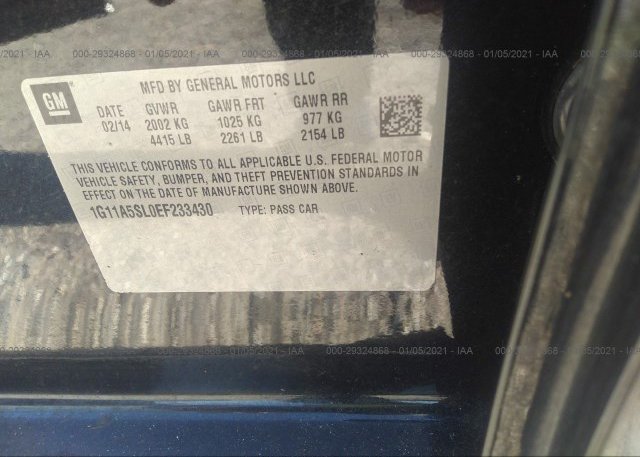 000-29324868 - 01/05/2021 - IAA
GM
MFD BY GENERAL MOTORS LLC
DATE GVWR GAWR FRT GAWR RR
02/14 2002 KG 1025 KG 977 KG
4415 LB 2261 LB 2154 LB
THIS VEHICLE CONFORMS TO ALL APPLICABLE U.S. FEDERAL MOTOR
VEHICLE SAFETY, BUMPER, AND THEFT PREVENTION STANDARDS IN
EFFECT ON THE DATE OF MANUFACTURE SHOWN ABOVE.
1G11A5SL0EF233430 TYPE: PASS CAR
000-29324868 - 01/05/2021 - IAA